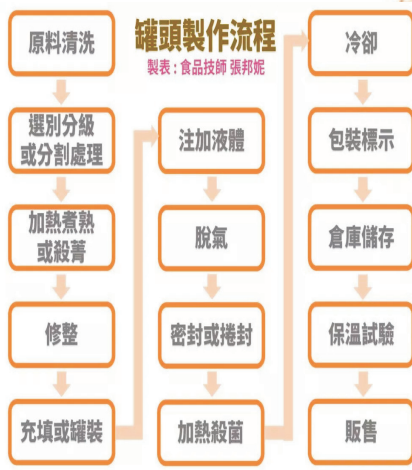 罐頭製作流程
製表：食品技師 張邦妮
原料清洗
選別分級
或分割處理
加熱煮熟
或殺菁
修整
充填或罐裝
注加液體
脫氣
密封或捲封
加熱殺菌
冷卻
包裝標示
倉庫儲存
保溫試驗
販售